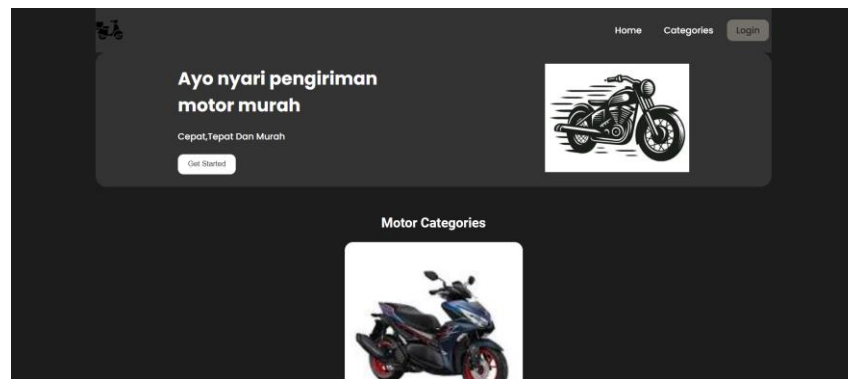 Home Categories Login
Ayo nyari pengiriman
motor murah
Cepat,Tepat Dan Murah
Get Started
Motor Categories